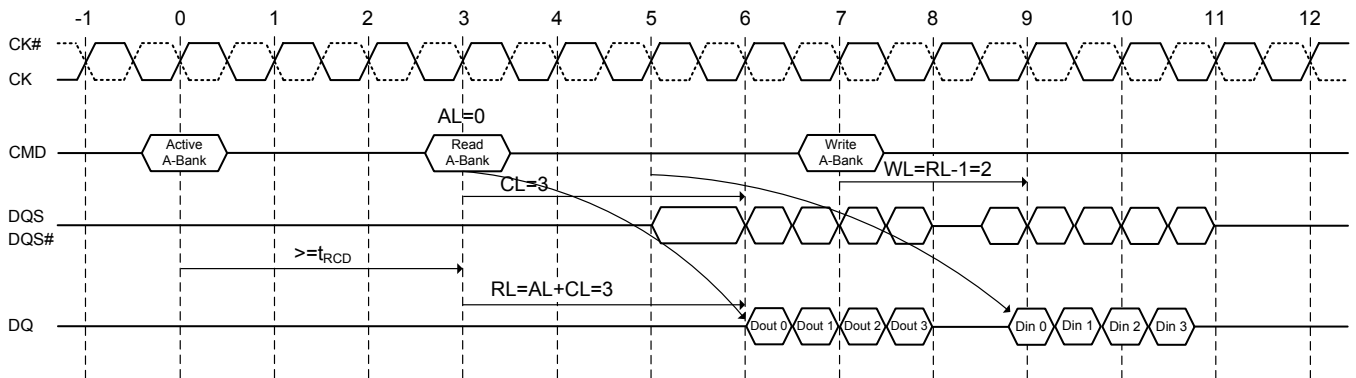 -1 0 1 2 3 4 5 6 7 8 9 10 11 12
CK#
CK
AL=0
CMD
Active
A-Bank
Read
A-Bank
Write
A-Bank
CL=3
WL=RL-1=2
DQS
DQS#
>=tRCD
RL=AL+CL=3
DQ
Dout 0 Dout 1 Dout 2 Dout 3 Din 0 Din 1 Din 2 Din 3